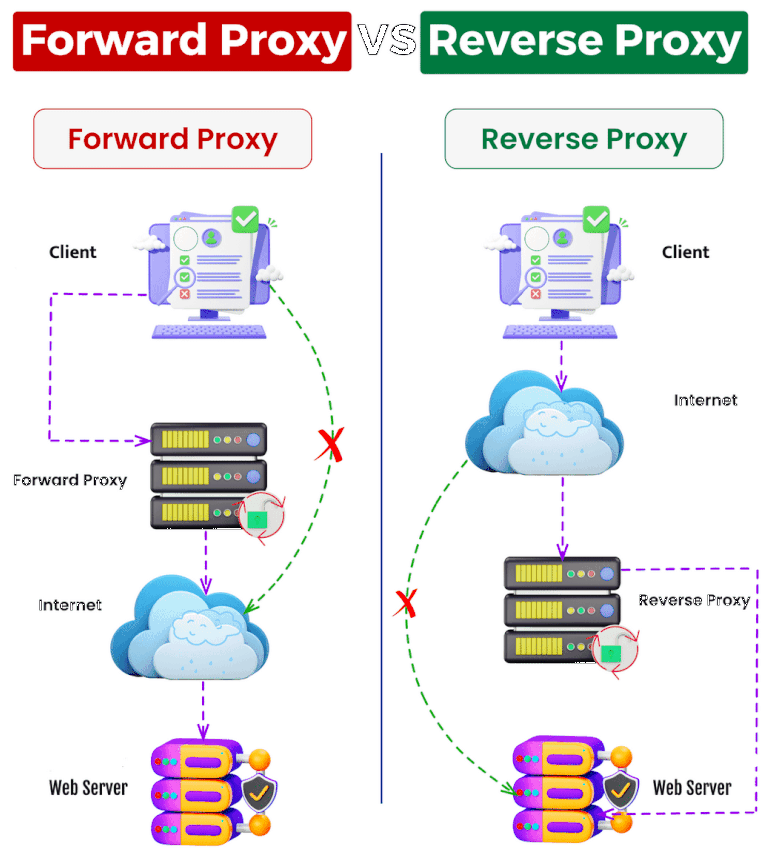 Forward Proxy VS Reverse Proxy
Forward Proxy
Reverse Proxy
Client
Forward Proxy
Internet
Web Server
Client
Internet
Reverse Proxy
Web Server